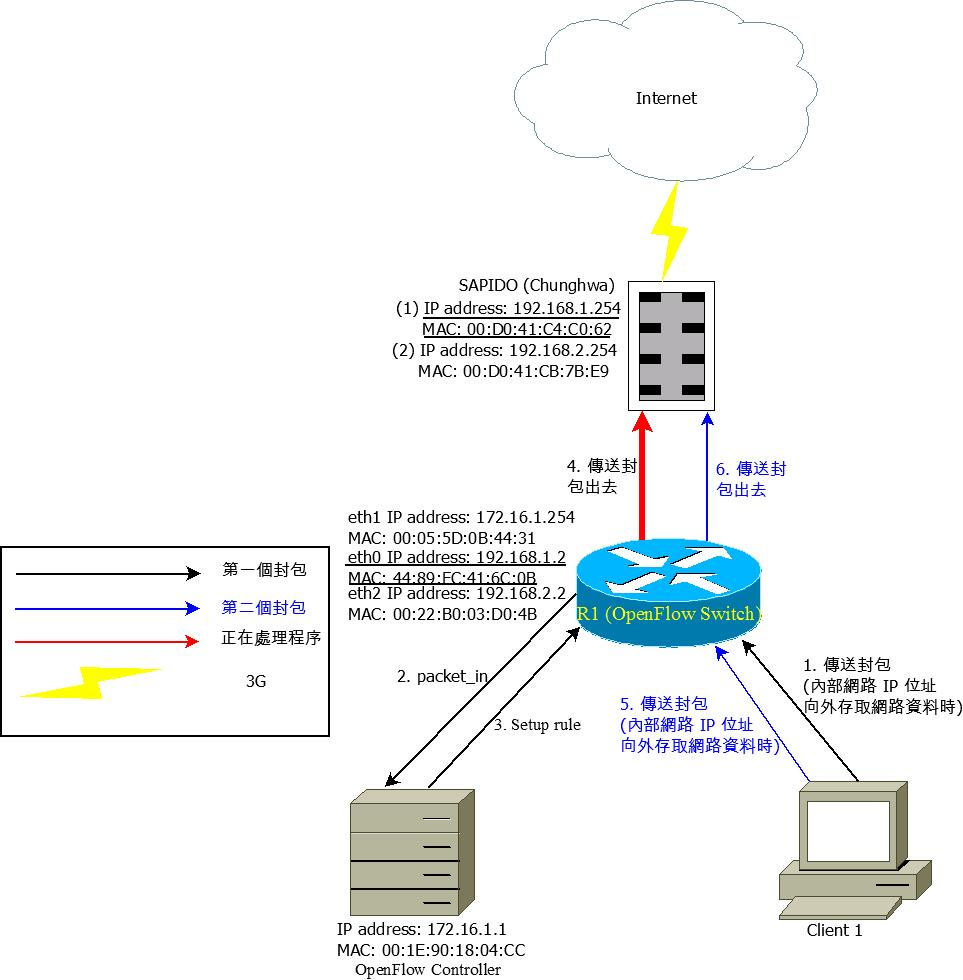 Internet
SAPIDO (Chunghwa)
(1) IP address: 192.168.1.254
MAC: 00:D0:41:C4:C0:62
(2) IP address: 192.168.2.254
MAC: 00:D0:41:CB:7B:E9
4. 傳送封
包出去
6. 傳送封
包出去
eth1 IP address: 172.16.1.254
MAC: 00:05:5D:0B:44:31
eth0 IP address: 192.168.1.2
MAC: 44:89:EC:41:6C:0B
eth2 IP address: 192.168.2.2
MAC: 00:22:B0:03:D0:4B
R1 (OpenFlow Switch)
第一個封包
第二個封包
正在處理程序
3G
2. packet_in
3. Setup rule
1. 傳送封包
(內部網路 IP 位址
向外存取網路資料時)
5. 傳送封包
(內部網路 IP 位址
向外存取網路資料時)
IP address: 172.16.1.1
MAC: 00:1E:90:18:04:CC
OpenFlow Controller
Client 1